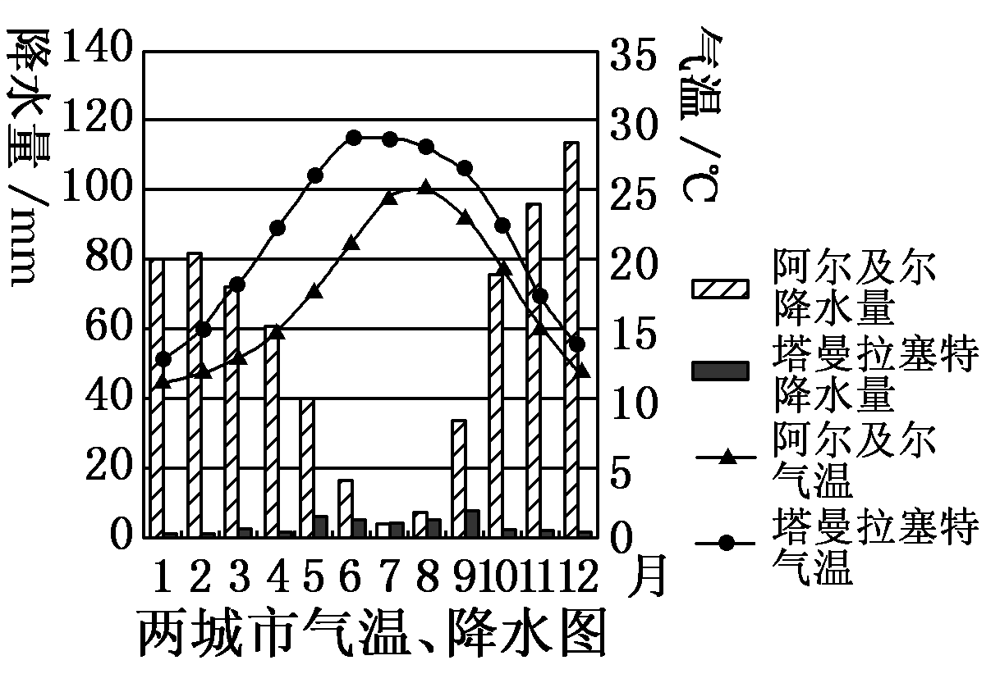 降水量/mm
140
120
100
80
60
40
20
0
气温/℃
35
30
25
20
15
10
5
0
1 2 3 4 5 6 7 8 9 10 11 12 月
阿尔及尔
降水量
塔曼拉塞特
降水量
阿尔及尔
气温
塔曼拉塞特
气温
两城市气温、降水图